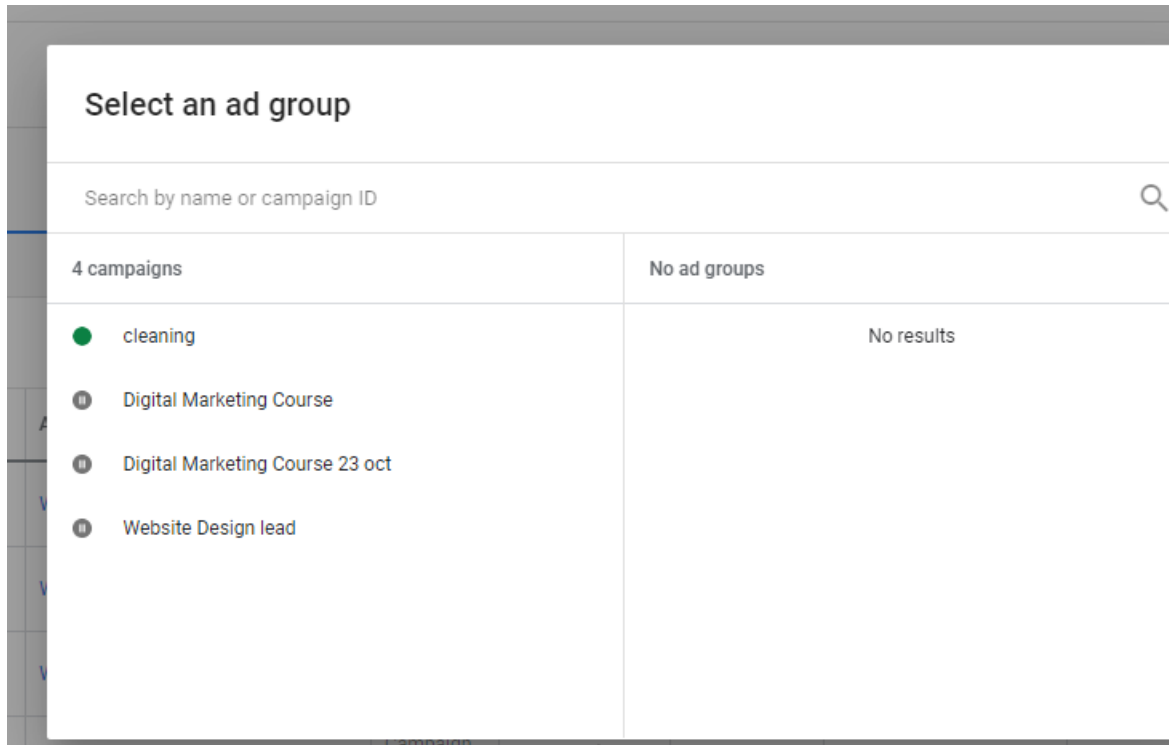 Select an ad group
Search by name or campaign ID
4 campaigns
No ad groups
cleaning
No results
Digital Marketing Course
Digital Marketing Course 23 oct
Website Design lead
Campaign